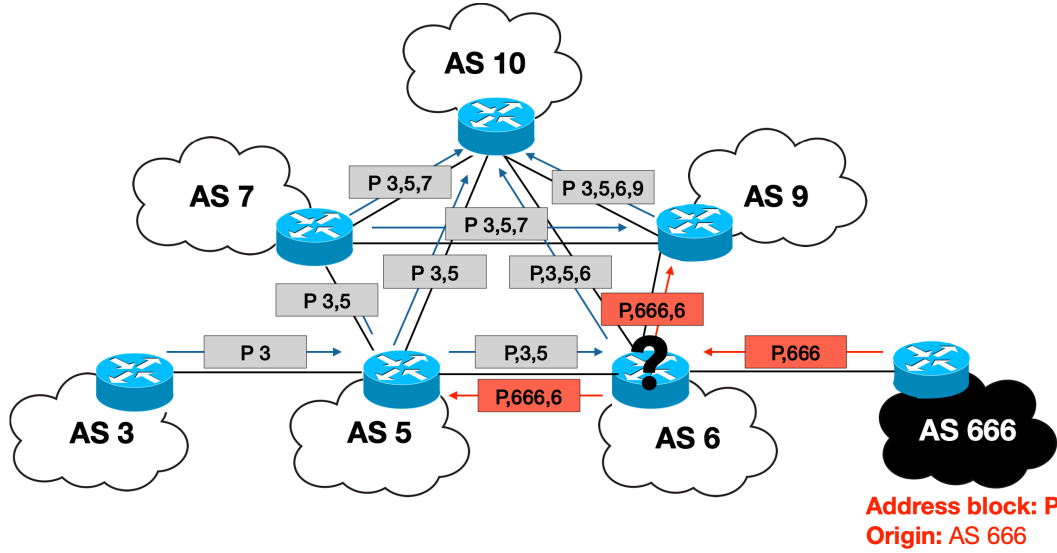 AS 10
P 3,5,7
P 3,5,6,9
AS 7
AS 9
P 3,5,7
P 3,5
P,3,5,6
P 3,5
P,666,6
P 3
P,3,5
?
P,666
P,666,6
AS 3
AS 5
AS 6
AS 666
Address block: P
Origin: AS 666